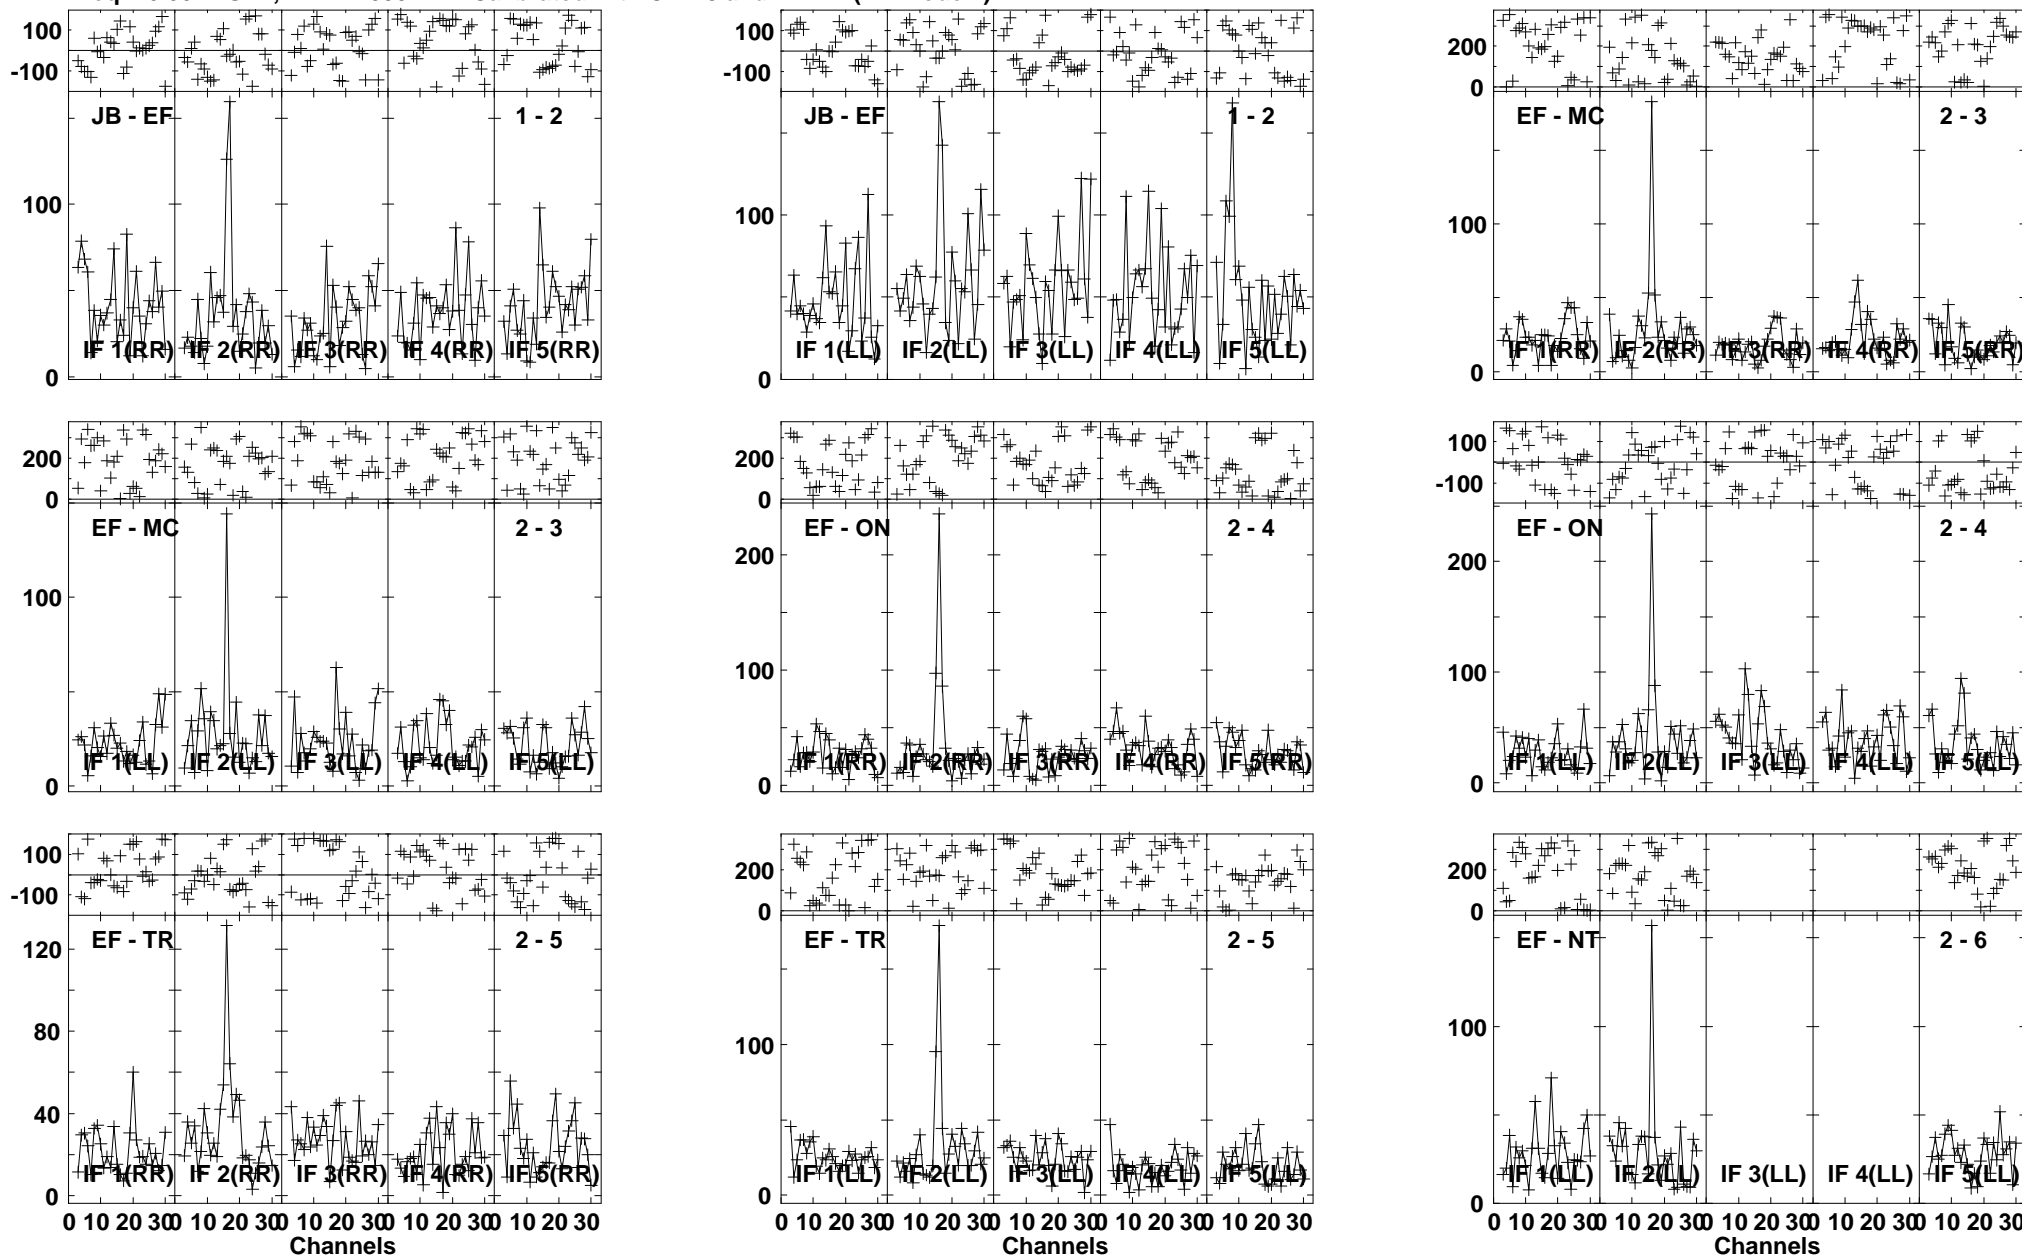 100 100 200
-100 -100 0
JB - EF 1 - 2 JB - EF 1 - 2 EF - MC 2 - 3
100 100 100
IF 1(RR) IF 2(RR) IF 3(RR) IF 4(RR) IF 5(RR) IF 1(LL) IF 2(LL) IF 3(LL) IF 4(LL) IF 5(LL) IF 1(RR) IF 2(RR) IF 3(RR) IF 4(RR) IF 5(RR)
0 0 0
200 200 100
0 0 -100
EF - MC 2 - 3 EF - ON 2 - 4 EF - ON 2 - 4
200 200
100 100 100
IF 1(LL) IF 2(LL) IF 3(LL) IF 4(LL) IF 5(LL) IF 1(RR) IF 2(RR) IF 3(RR) IF 4(RR) IF 5(RR) IF 1(LL) IF 2(LL) IF 3(LL) IF 4(LL) IF 5(LL)
0 0 0
100 200 200
-100 0 0
EF - TR 2 - 5 EF - TR 2 - 5 EF - NT 2 - 6
120
80 100 100
40
IF 1(RR) IF 2(RR) IF 3(RR) IF 4(RR) IF 5(RR) IF 1(LL) IF 2(LL) IF 3(LL) IF 4(LL) IF 5(LL) IF 1(LL) IF 2(LL) IF 3(LL) IF 4(LL) IF 5(LL)
0 0 0
0 10 20 30 0 10 20 30 0 10 20 30 0 10 20 30 0 10 20 30 0 10 20 30 0 10 20 30 0 10 20 30 0 10 20 30 0 10 20 30 0 10 20 30 0 10 20 30 0 10 20 30 0 10 20 30 0 10 20 30
Channels Channels Channels